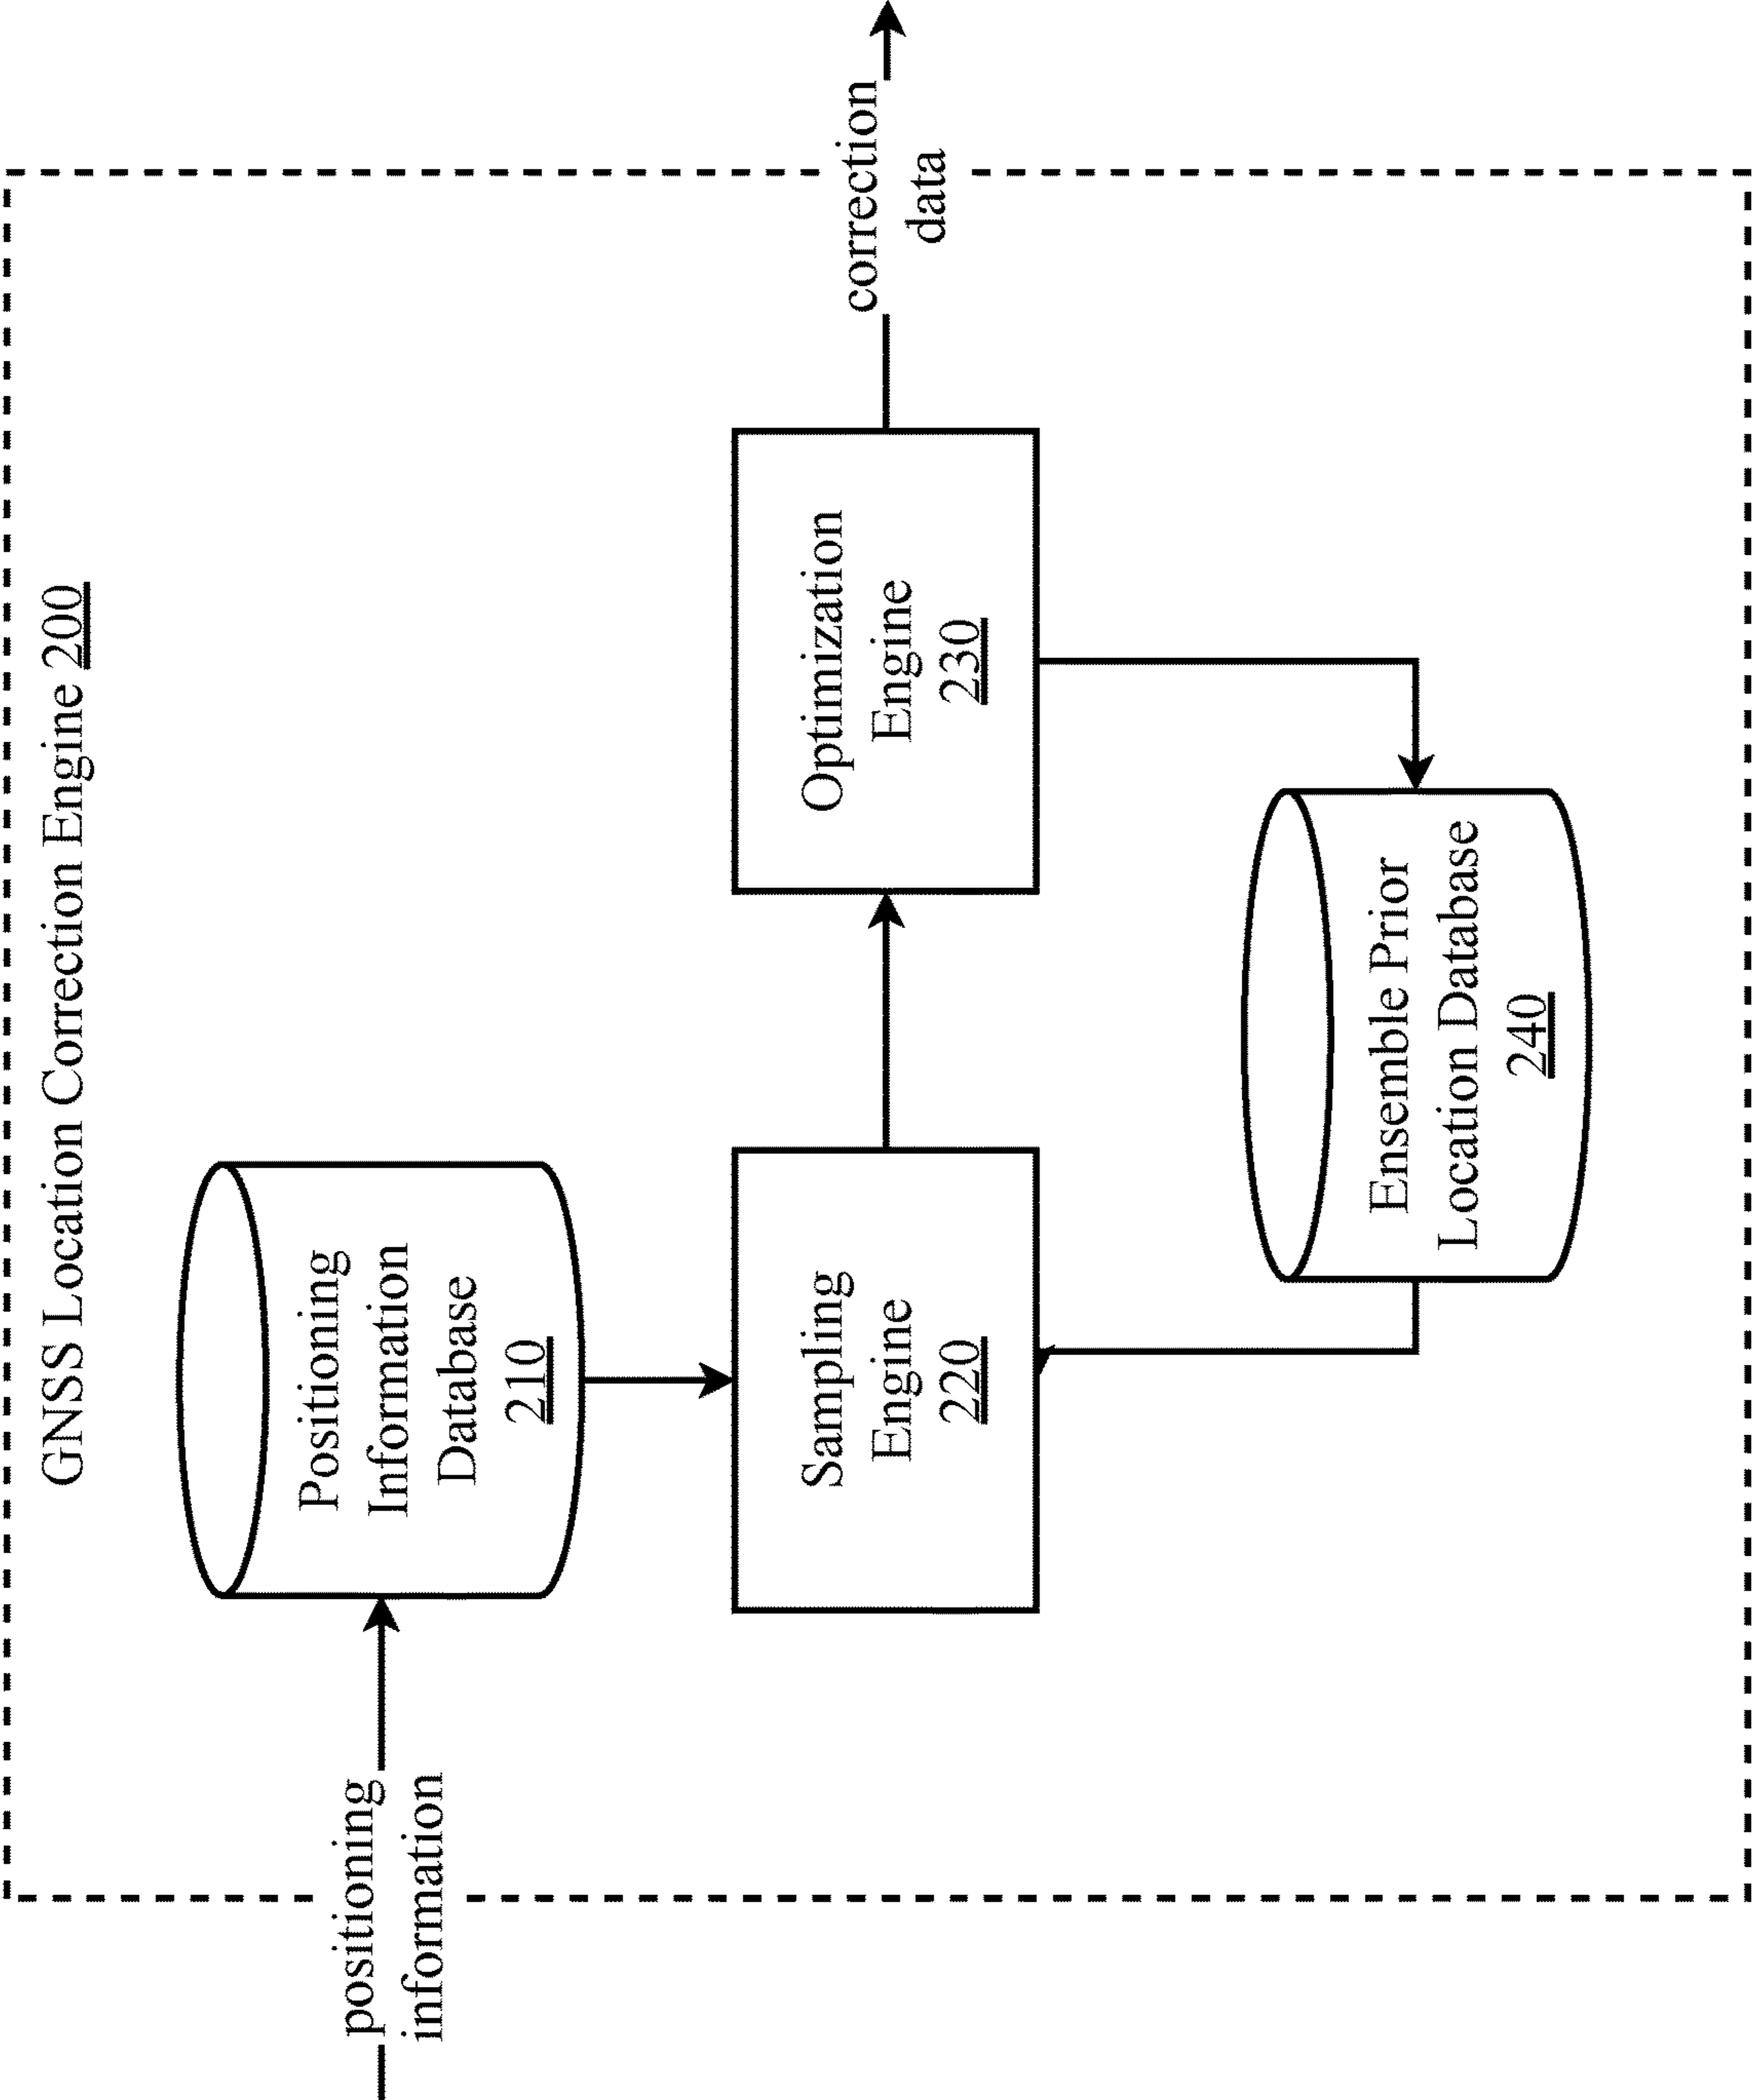 GNSS Location Correction Engine 200
positioning
information
Positioning
Information
Database
210
Sampling
Engine
220
Optimization
Engine
230
correction
data
Ensemble Prior
Location Database
240